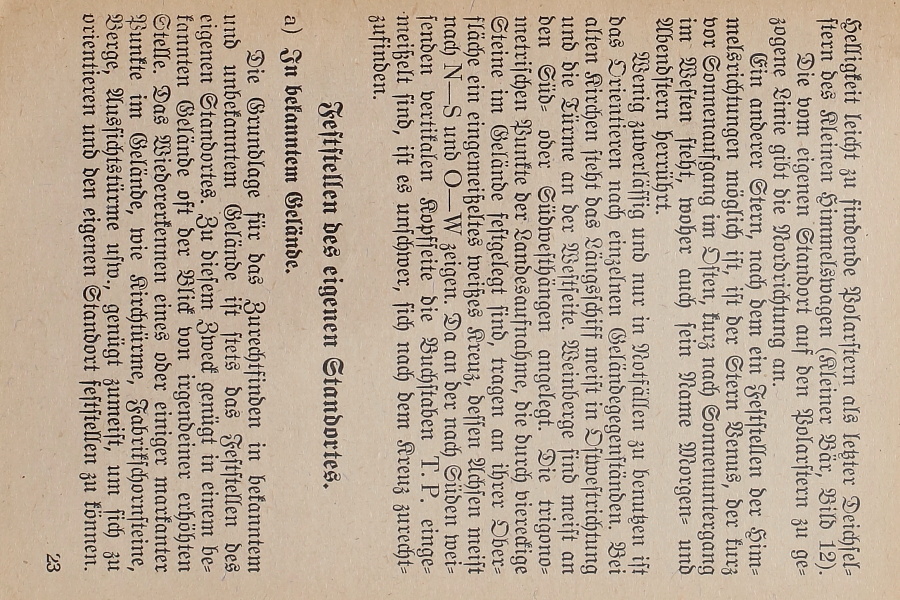 Helligkeit leicht zu findende Polarstern als letzter Deichsel-
stern des Kleinen Himmelswagen (Kleiner Bär, Bild 12).
Die vom eigenen Standort auf den Polarstern zu ge-
zogene Linie gibt die Nordrichtung an.
Ein anderer Stern, nach dem ein Feststellen der Him-
melsrichtungen möglich ist, ist der Stern Venus, der kurz
vor Sonnenaufgang im Osten, kurz nach Sonnenuntergang
im Westen steht, woher auch sein Name Morgen- und
Abendstern herrührt.
Wenig zuverlässig und nur in Notfällen zu benutzen ist
das Orientieren nach einzelnen Geländegegenständen. Bei
alten Kirchen steht das Längsschiff meist in Ostwestrichtung
und die Türme an der Westseite. Weinberge sind meist an
den Süd- oder Südwesthängen angelegt. Die trigono-
metrischen Punkte der Landesaufnahme, die durch viereckige
Steine im Gelände festgelegt sind, tragen an ihrer Ober-
fläche ein eingemeißeltes weißes Kreuz, dessen Achsen meist
nach N—S und O—W zeigen. Da an der nach Süden wei-
senden vertikalen Kopfseite die Buchstaben T. P. einge-
meißelt sind, ist es unschwer, sich nach dem Kreuz zurecht-
zufinden.
Feststellen des eigenen Standortes.
a) In bekanntem Gelände.
Die Grundlage für das Zurechtfinden in bekanntem
und unbekanntem Gelände ist stets das Feststellen des
eigenen Standortes. Zu diesem Zweck genügt in einem be-
kannten Gelände oft der Blick von irgendeiner erhöhten
Stelle. Das Wiedererkennen eines oder einiger markanter
Punkte im Gelände, wie Kirchtürme, Fabrikschornsteine,
Berge, Aussichtstürme usw., genügt zumeist, um sich zu
orientieren und den eigenen Standort feststellen zu können.
23